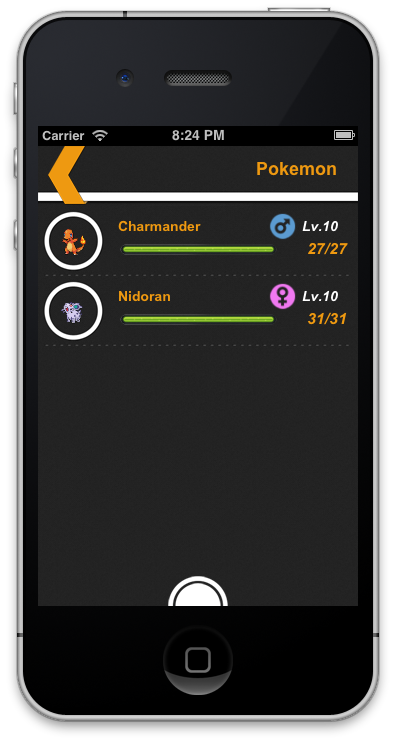 Carrier 8:24 PM
Pokemon
Charmander Lv.10
27/27
Nidoran Lv.10
31/31